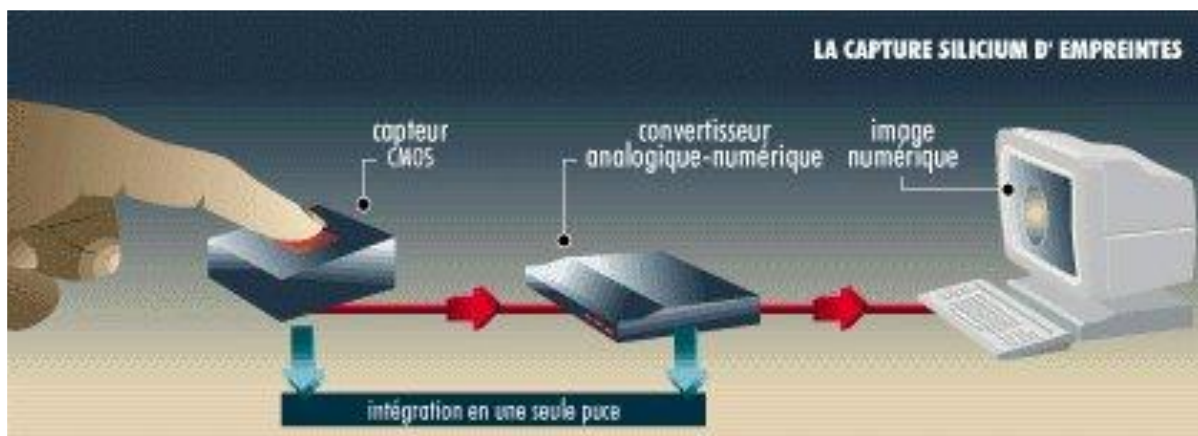 LA CAPTURE SILICIUM D' EMPREINTES
capteur
CMOS
convertisseur
analogique-numérique
image
numérique
intégration en une seule puce